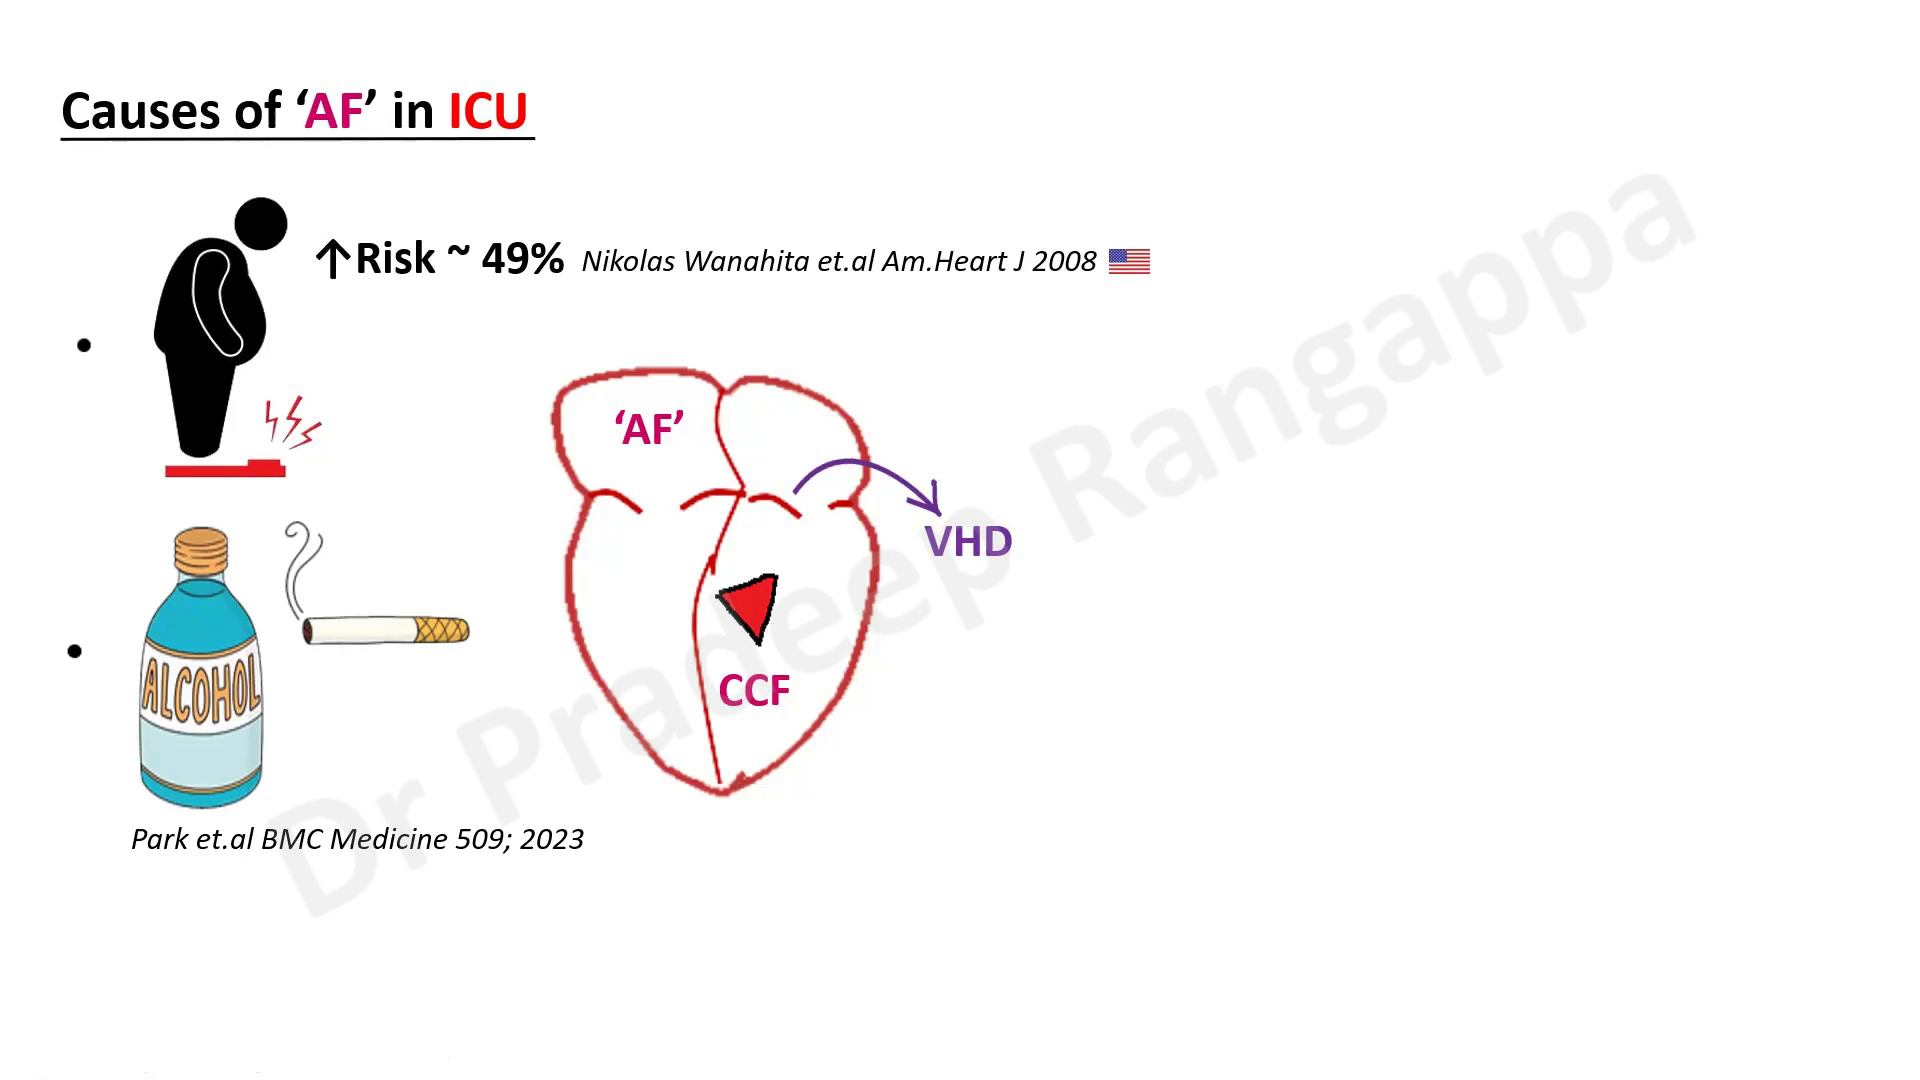 Causes of ‘AF’ in ICU
↑Risk ~ 49% Nikolas Wanahita et.al Am.Heart J 2008
‘AF’
VHD
CCF
ALCOHOL
Park et.al BMC Medicine 509; 2023
Dr Pradeep Rangappa